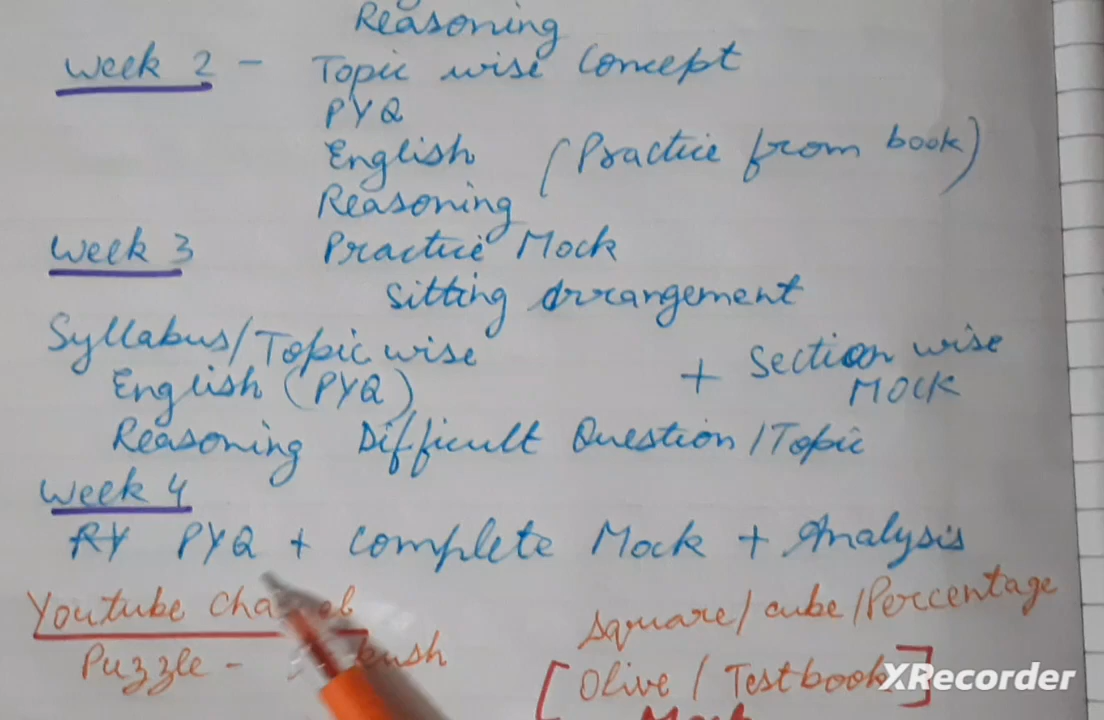 Reasoning
Week 2 - Topic wise Concept
PYQ
English (Practice from book)
Reasoning
Week 3 Practice Mock
Sitting Arrangement
Syllabus/Topic wise + Section wise
English (PYQ) MOCK
Reasoning Difficult Question/Topic
Week 4
PYQ + Complete Mock + Analysis
Youtube
Square/cube/Percentage
Puzzle -
[Olive / Testbook]
Mock
XRecorder